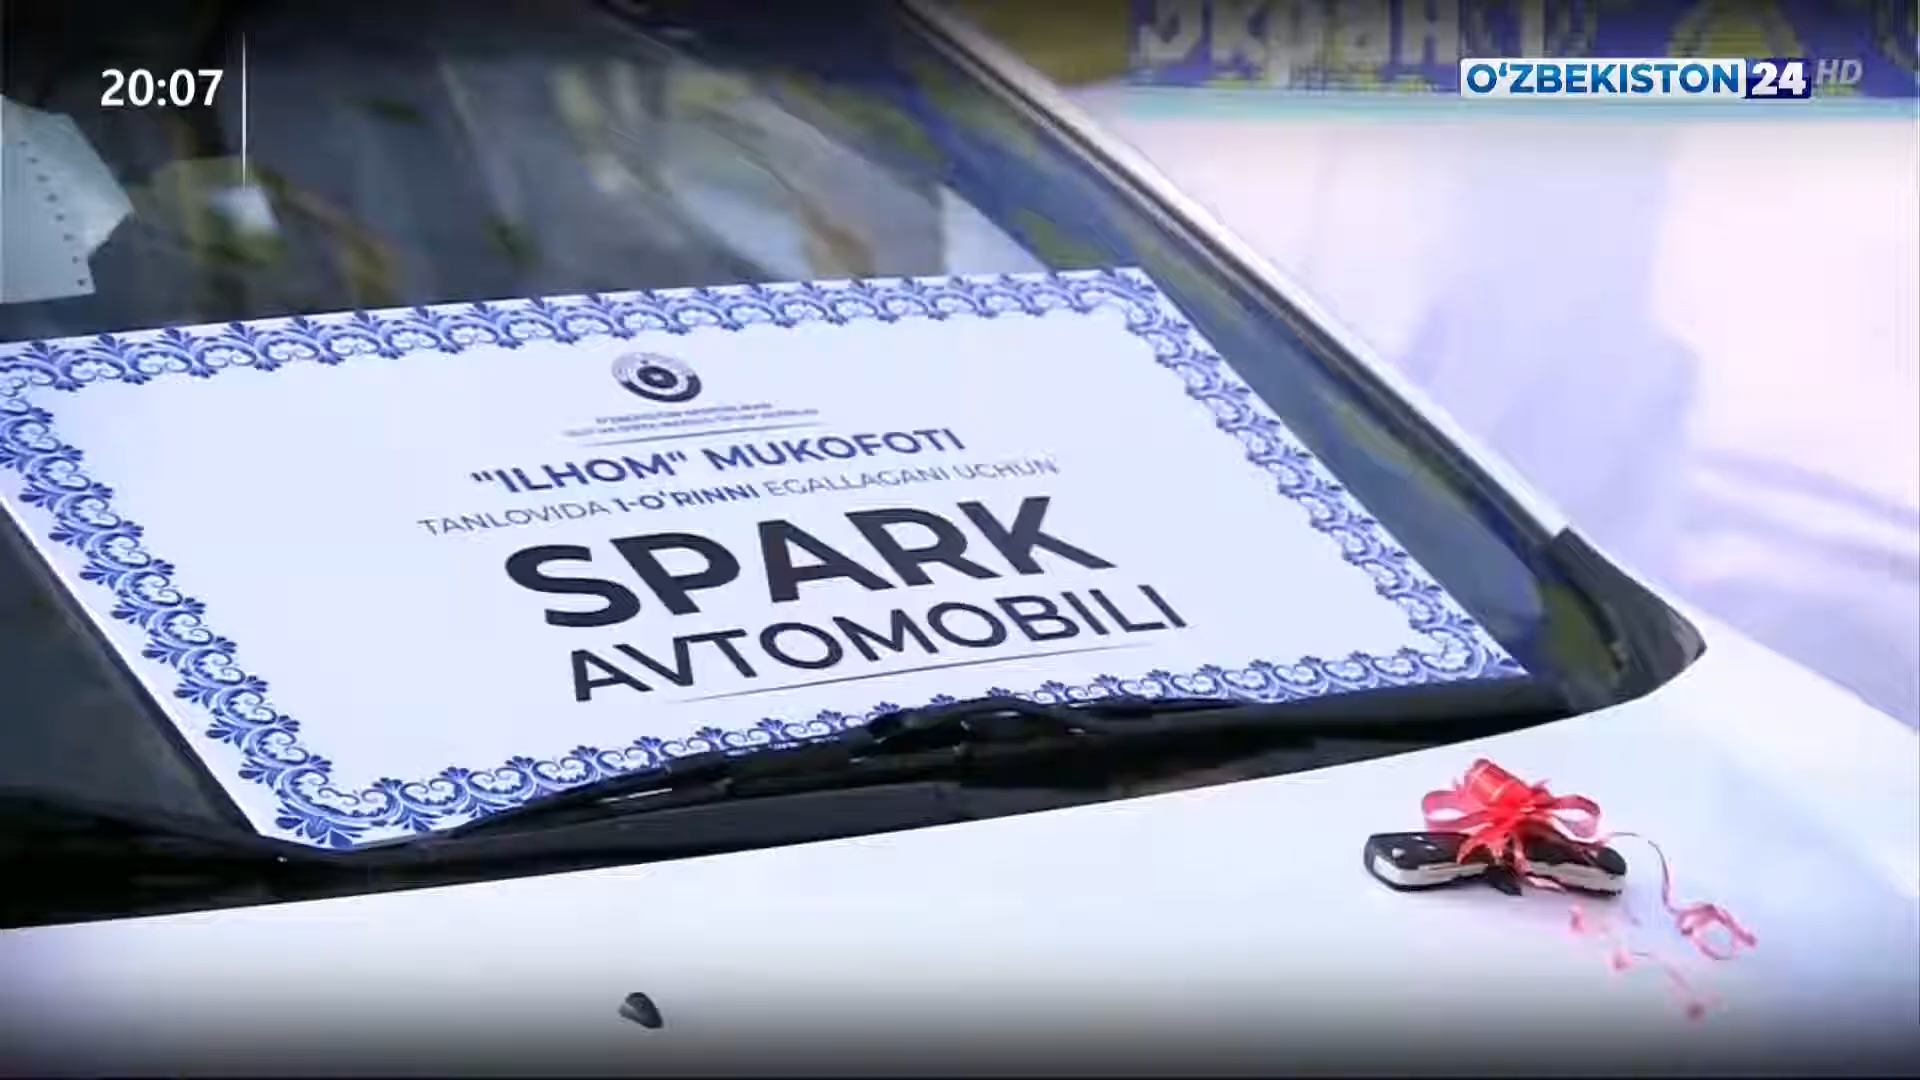 20:07
O‘ZBEKISTON 24 HD
"ILHOM" MUKOFOTI
TANLOVIDA 1-O‘RINNI EGALLAGANI UCHUN
SPARK
AVTOMOBILI